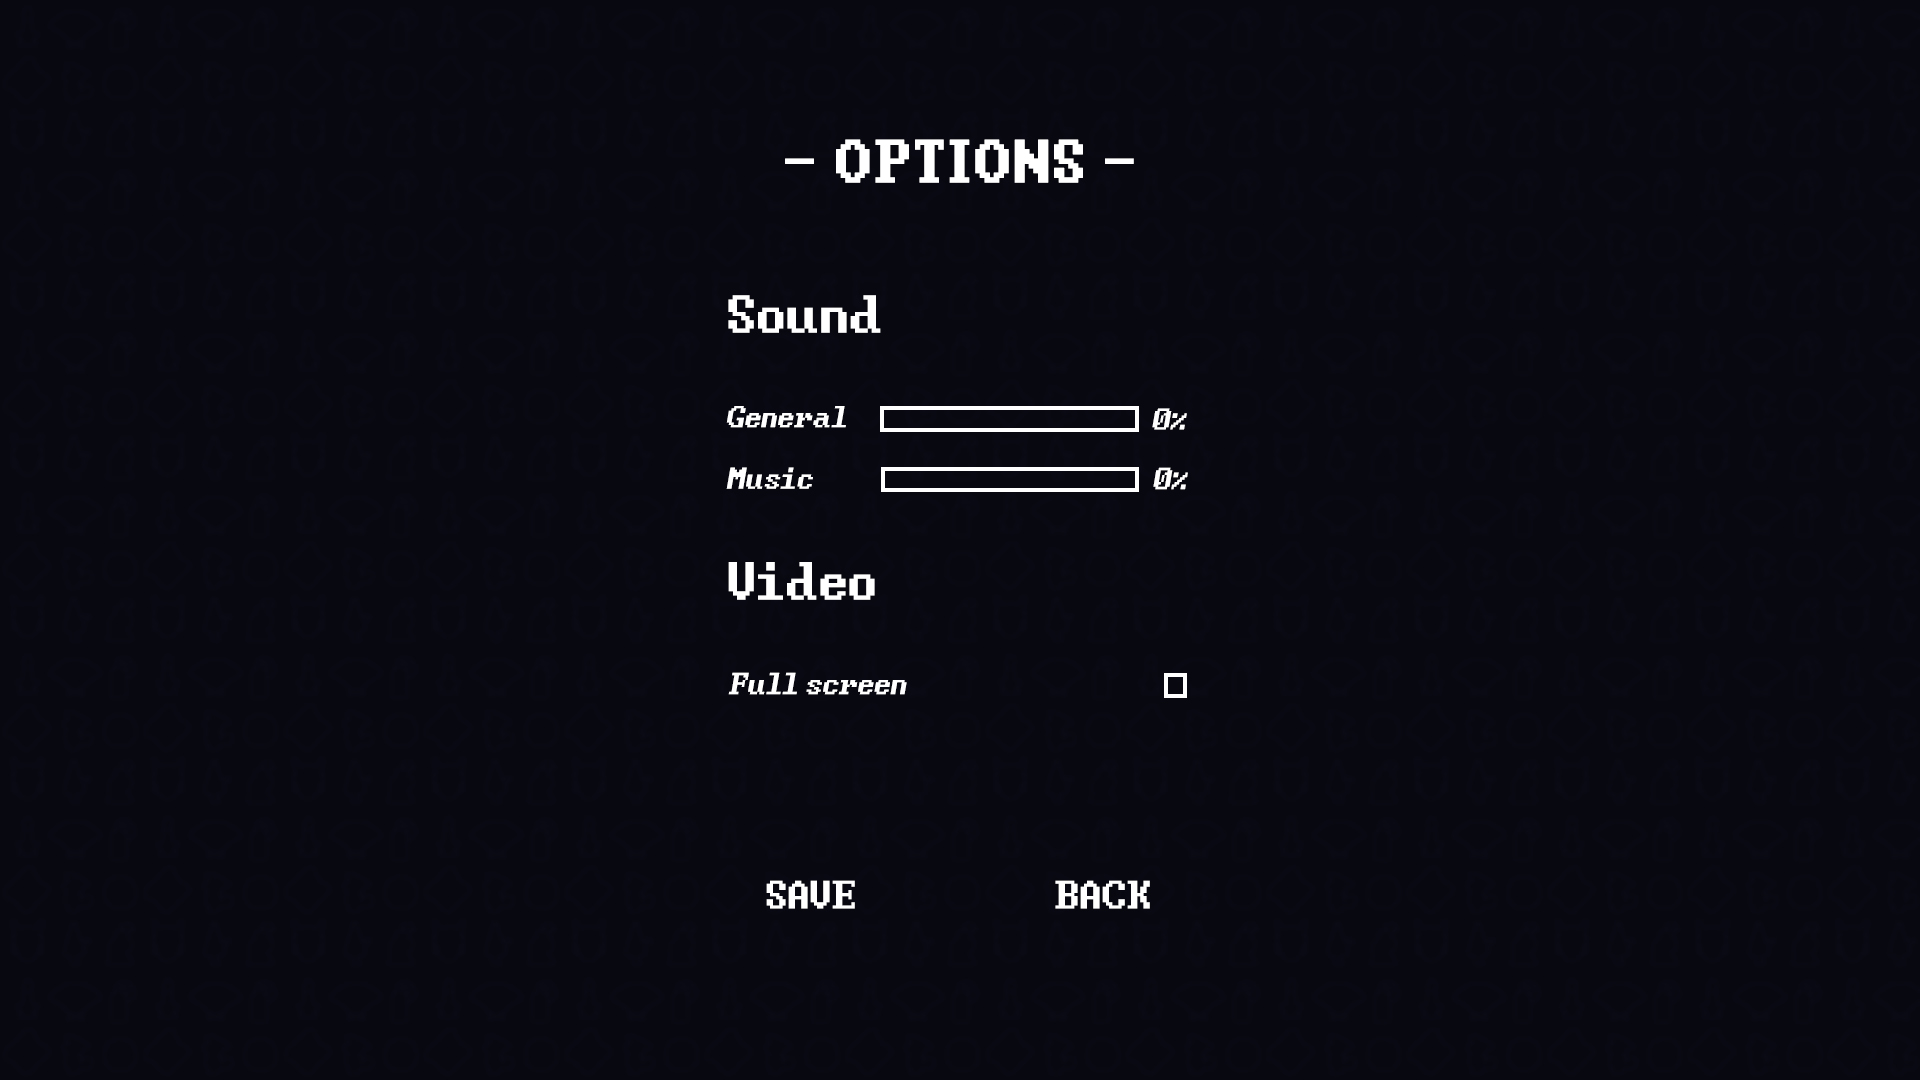 - OPTIONS -
Sound
General 0%
Music 0%
Video
Full screen
SAVE BACK